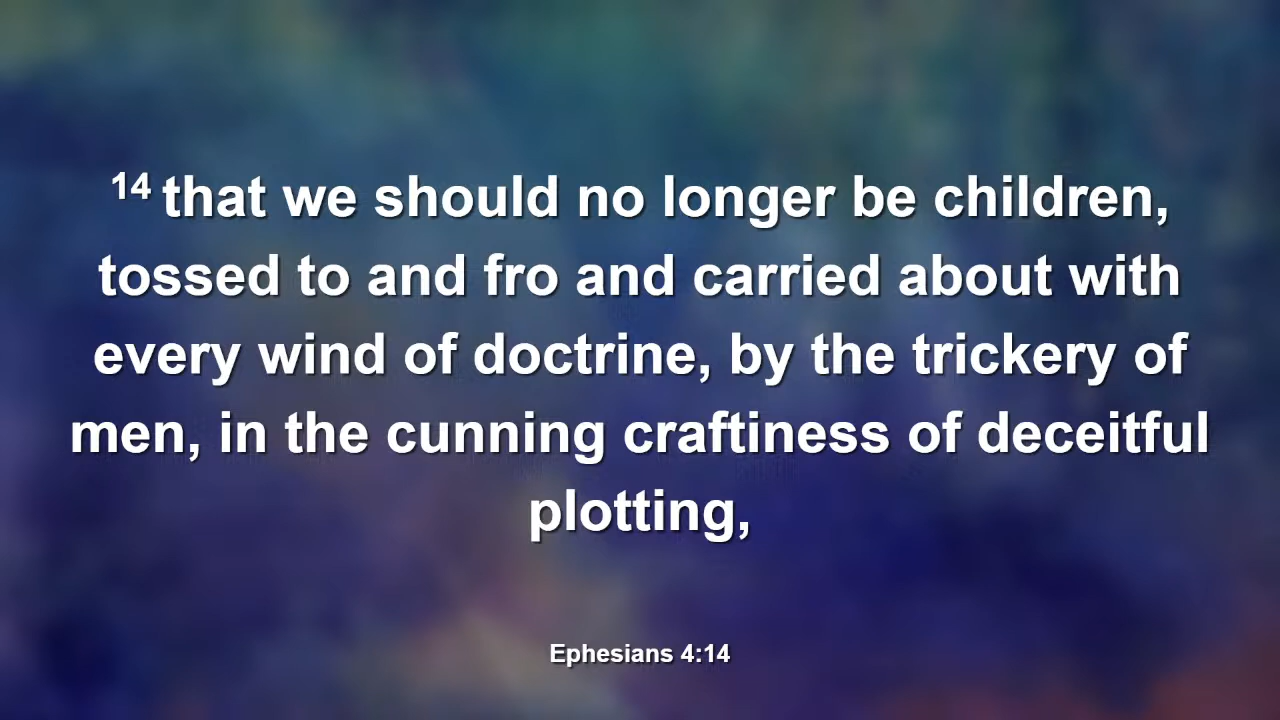 14 that we should no longer be children,
tossed to and fro and carried about with
every wind of doctrine, by the trickery of
men, in the cunning craftiness of deceitful
plotting,
Ephesians 4:14